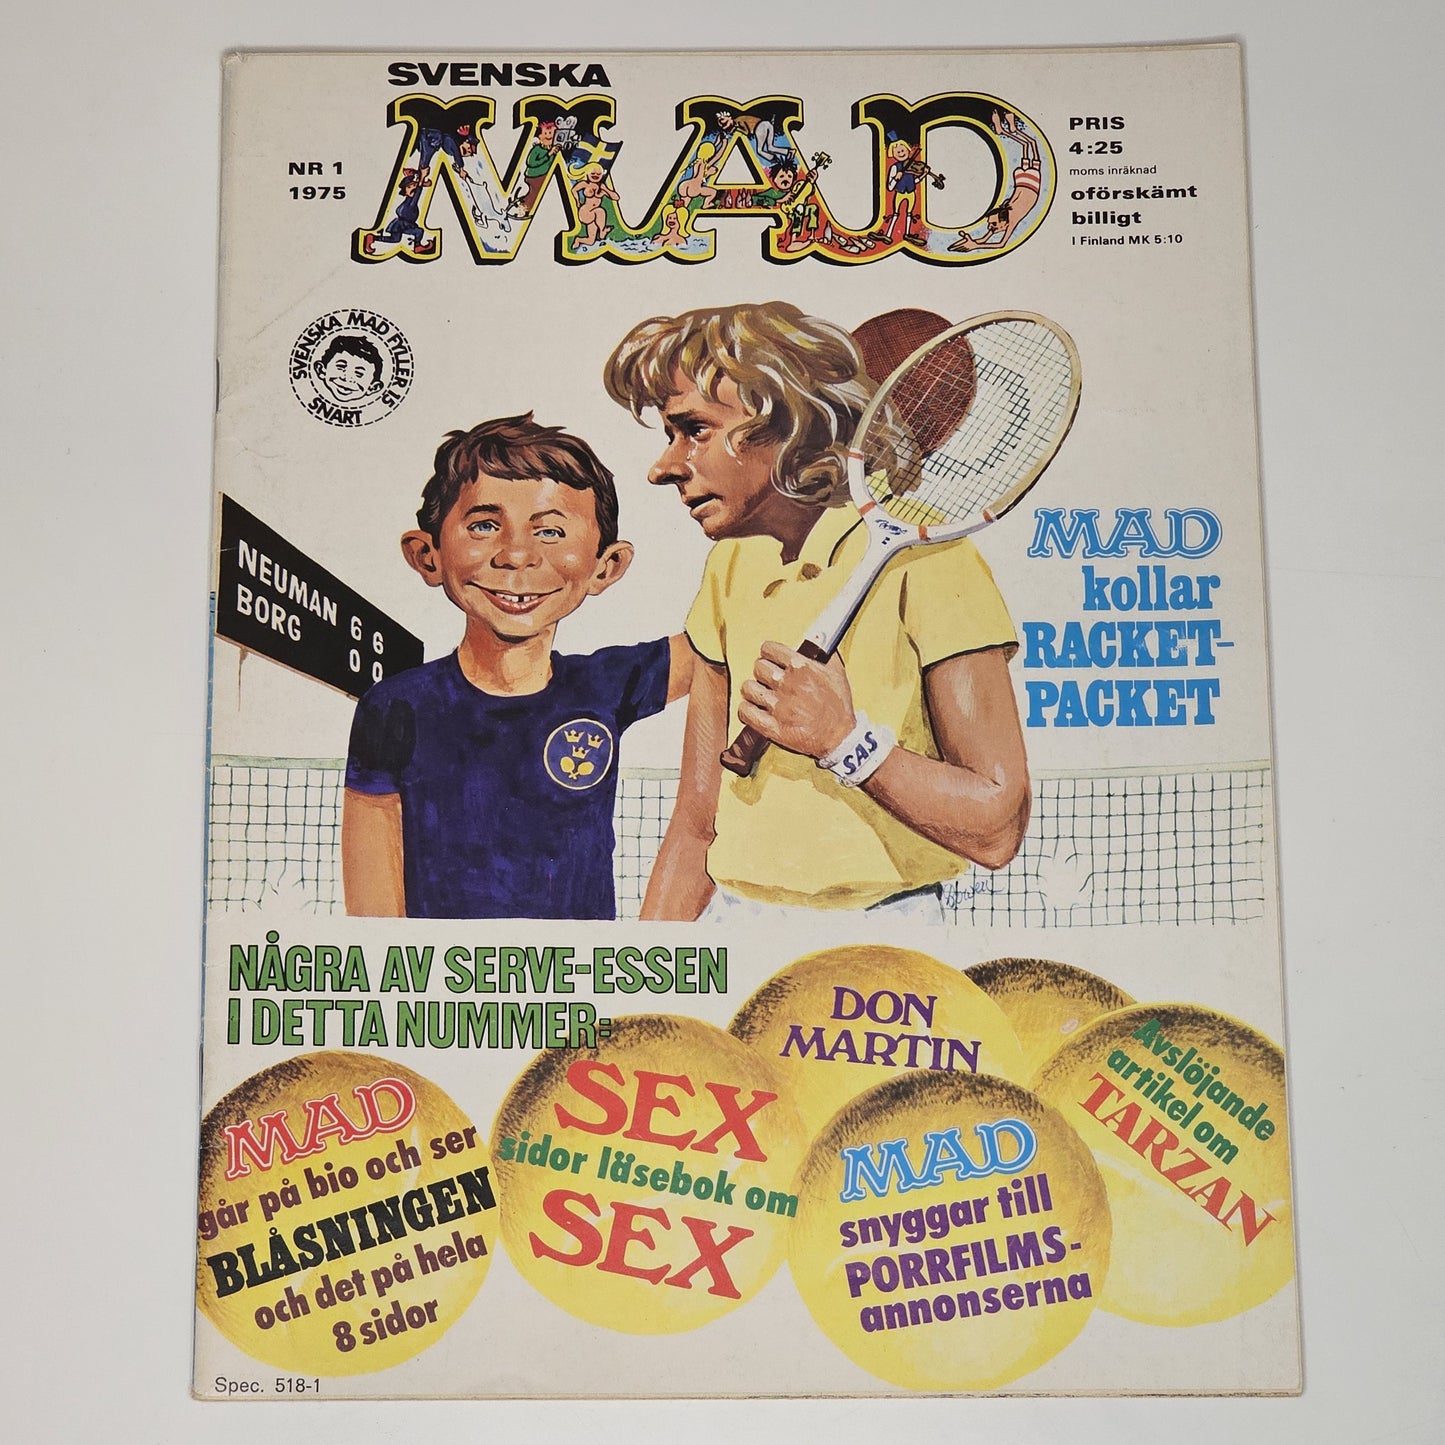 SVENSKA
MAD
NR 1
1975
PRIS
4:25
moms inräknad
oförskämt
billigt
I Finland MK 5:10
SVENSKA MAD FYLLER 15
SNART
NEUMAN 6 6
BORG 0 0
MAD
kollar
RACKET-
PACKET
SAS
Bowen
NÅGRA AV SERVE-ESSEN
I DETTA NUMMER:
MAD
går på bio och ser
BLÅSNINGEN
och det på hela
8 sidor
SEX
sidor läsebok om
SEX
DON
MARTIN
MAD
snyggar till
PORRFILMS-
annonserna
Avslöjande
artikel om
TARZAN
Spec. 518-1